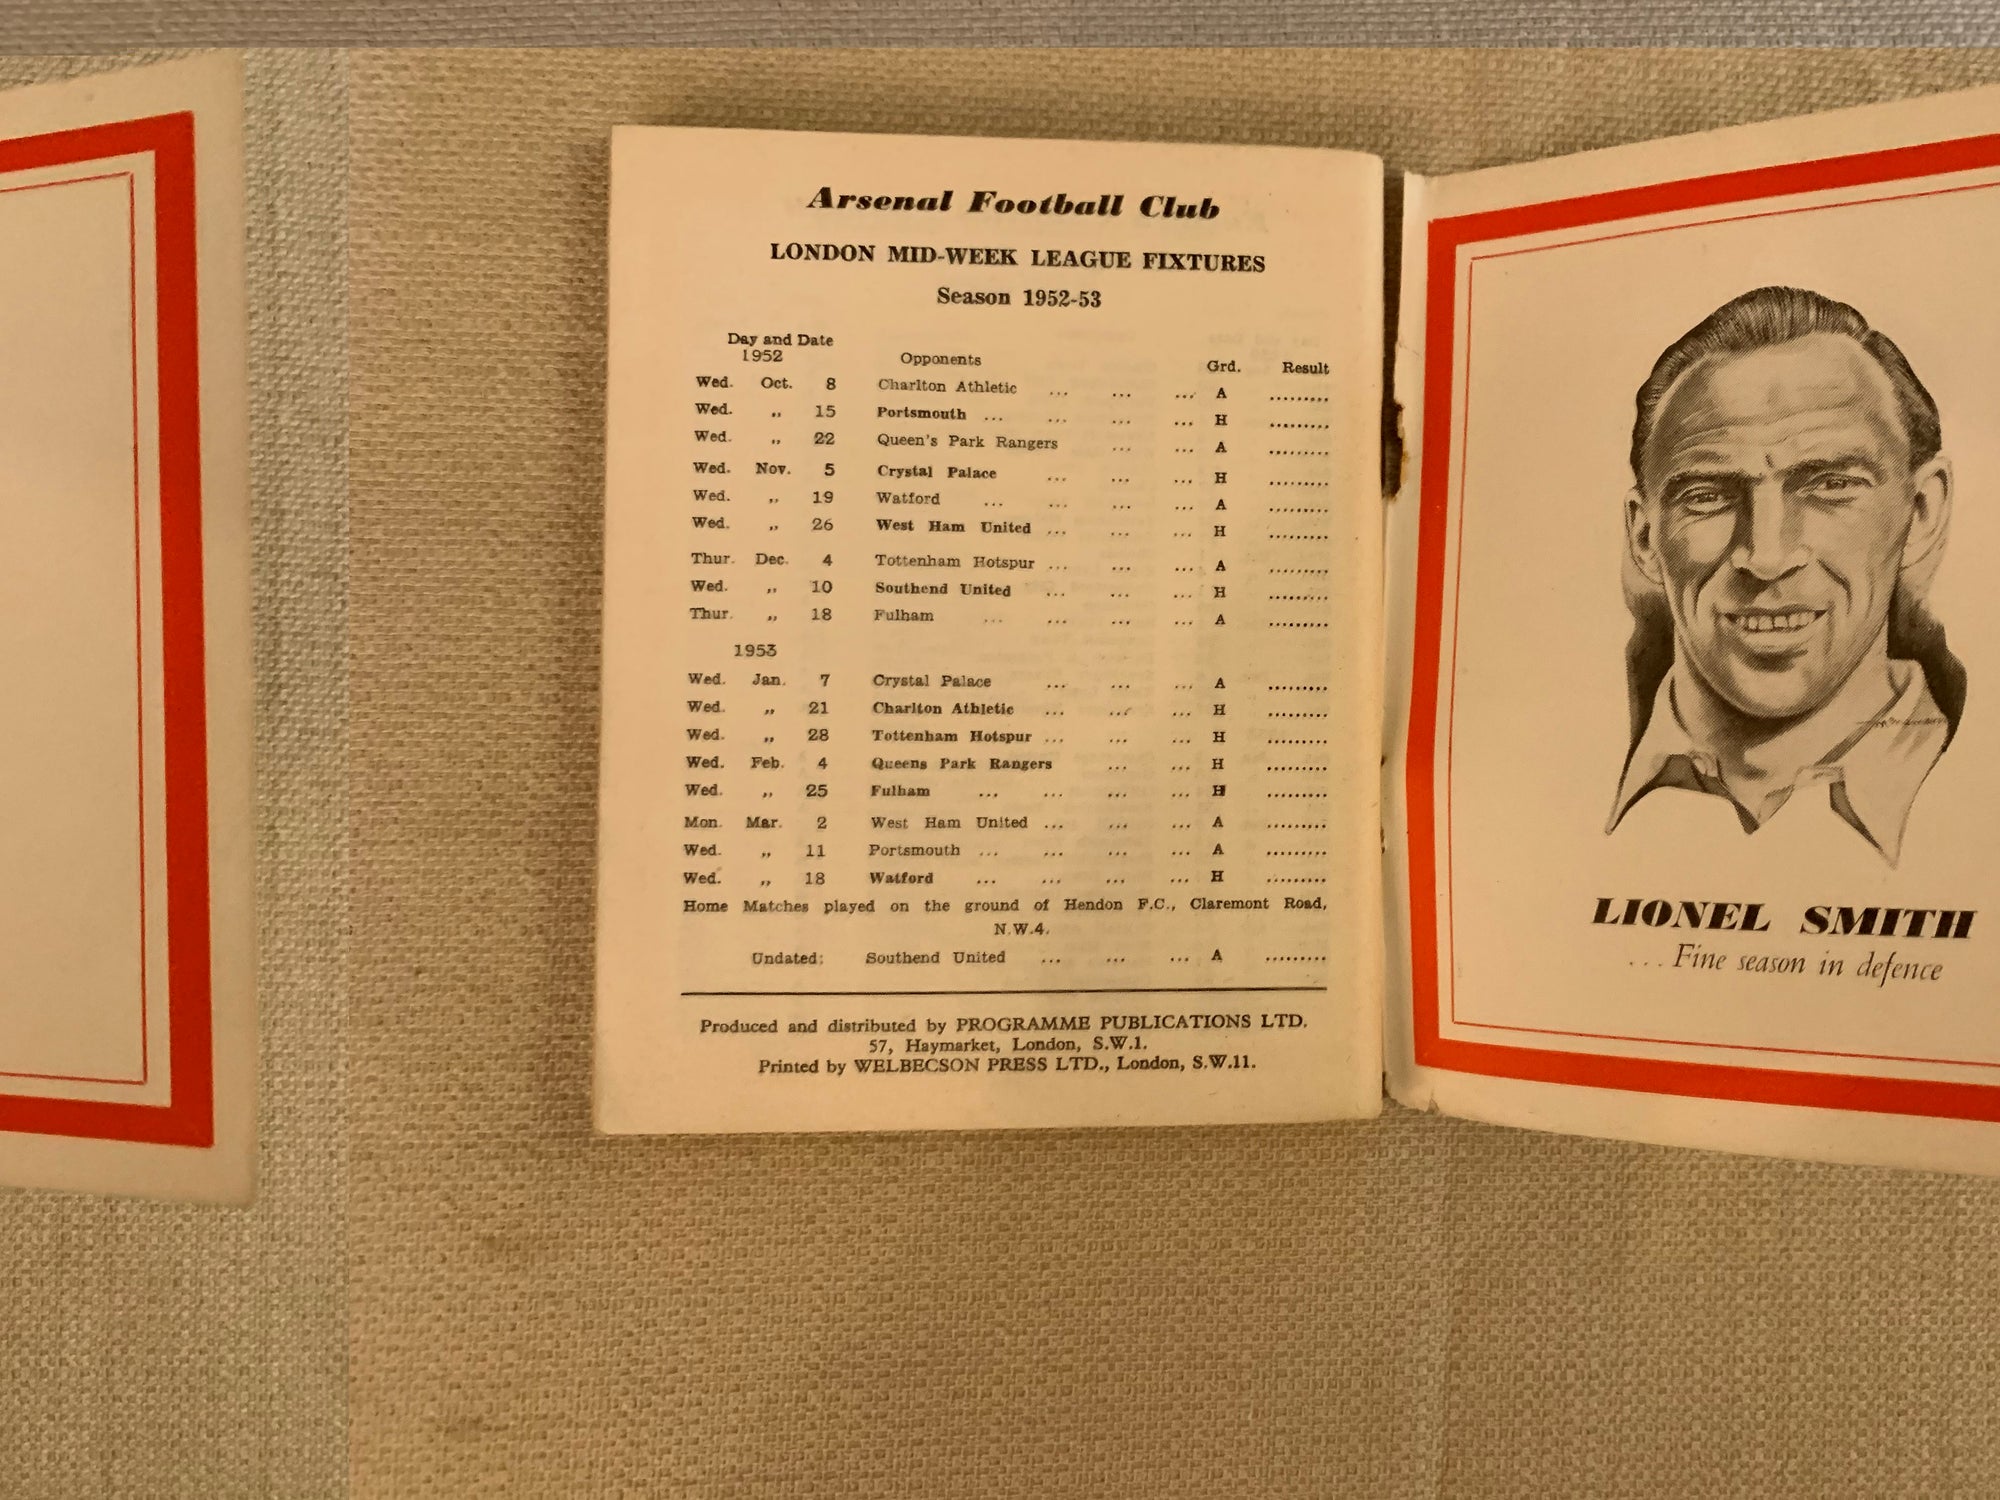 Arsenal Football Club
LONDON MID-WEEK LEAGUE FIXTURES
Season 1952-53
Day and Date
1952 Opponents Grd. Result
Wed. Oct. 8 Charlton Athletic ... ... ... A .........
Wed. ,, 15 Portsmouth ... ... ... ... H .........
Wed. ,, 22 Queen's Park Rangers ... ... A .........
Wed. Nov. 5 Crystal Palace ... ... ... H .........
Wed. ,, 19 Watford ... ... ... ... A .........
Wed. ,, 26 West Ham United ... ... ... H .........
Thur. Dec. 4 Tottenham Hotspur ... ... ... A .........
Wed. ,, 10 Southend United ... ... ... H .........
Thur. ,, 18 Fulham ... ... ... ... A .........
1953
Wed. Jan. 7 Crystal Palace ... ... ... A .........
Wed. ,, 21 Charlton Athletic ... ... ... H .........
Wed. ,, 28 Tottenham Hotspur ... ... ... H .........
Wed. Feb. 4 Queens Park Rangers ... ... H .........
Wed. ,, 25 Fulham ... ... ... ... H .........
Mon. Mar. 2 West Ham United ... ... ... A .........
Wed. ,, 11 Portsmouth ... ... ... ... A .........
Wed. ,, 18 Watford ... ... ... ... H .........
Home Matches played on the ground of Hendon F.C., Claremont Road,
N.W.4.
Undated: Southend United ... ... ... A .........
Produced and distributed by PROGRAMME PUBLICATIONS LTD.
57, Haymarket, London, S.W.1.
Printed by WELBECSON PRESS LTD., London, S.W.11.
LIONEL SMITH
... Fine season in defence